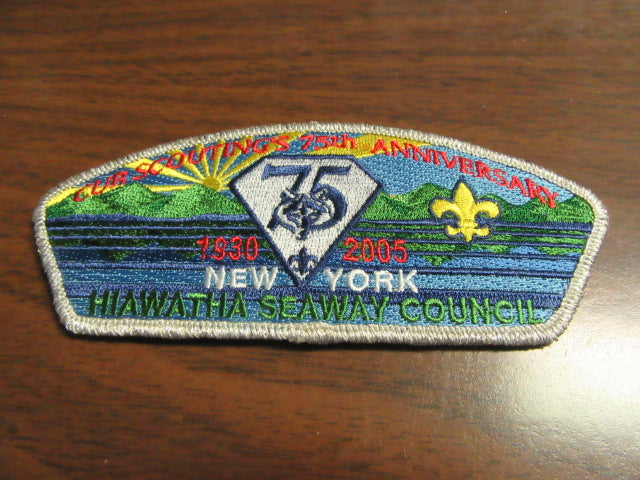 CUB SCOUTING'S 75th ANNIVERSARY
75
1930 2005
NEW YORK
HIAWATHA SEAWAY COUNCIL